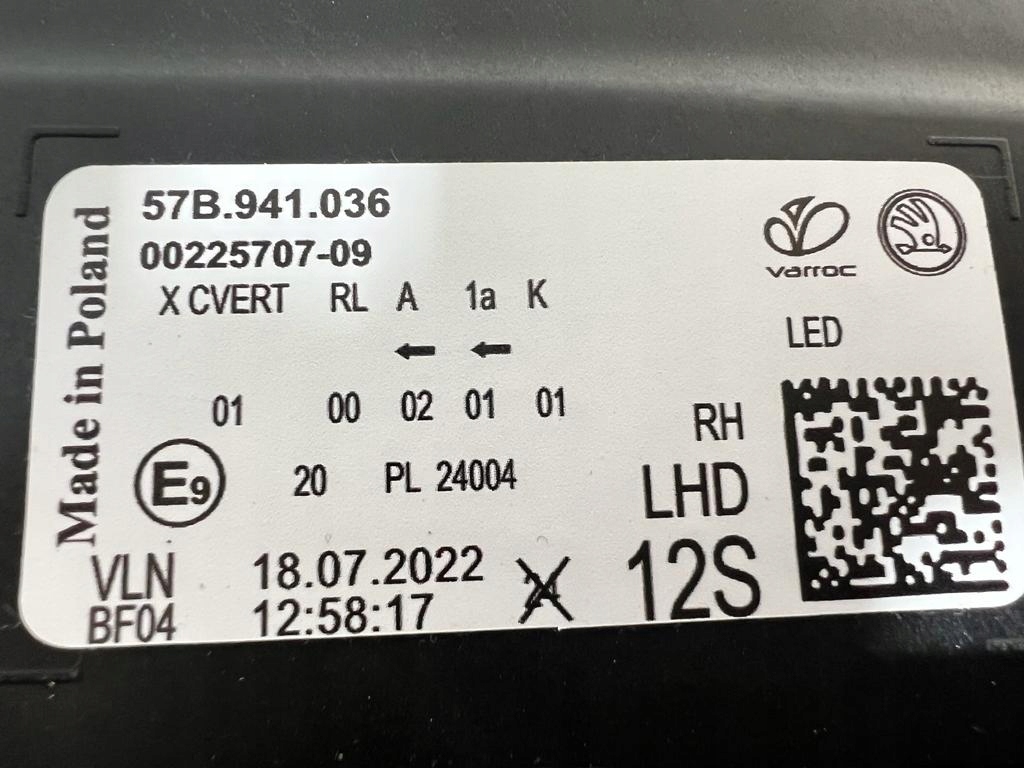 Made in Poland
57B.941.036
00225707-09
varroc
X CVERT RL A 1a K
LED
01 00 02 01 01
RH
E9 20 PL 24004
LHD
VLN 18.07.2022
BF04 12:58:17
12S